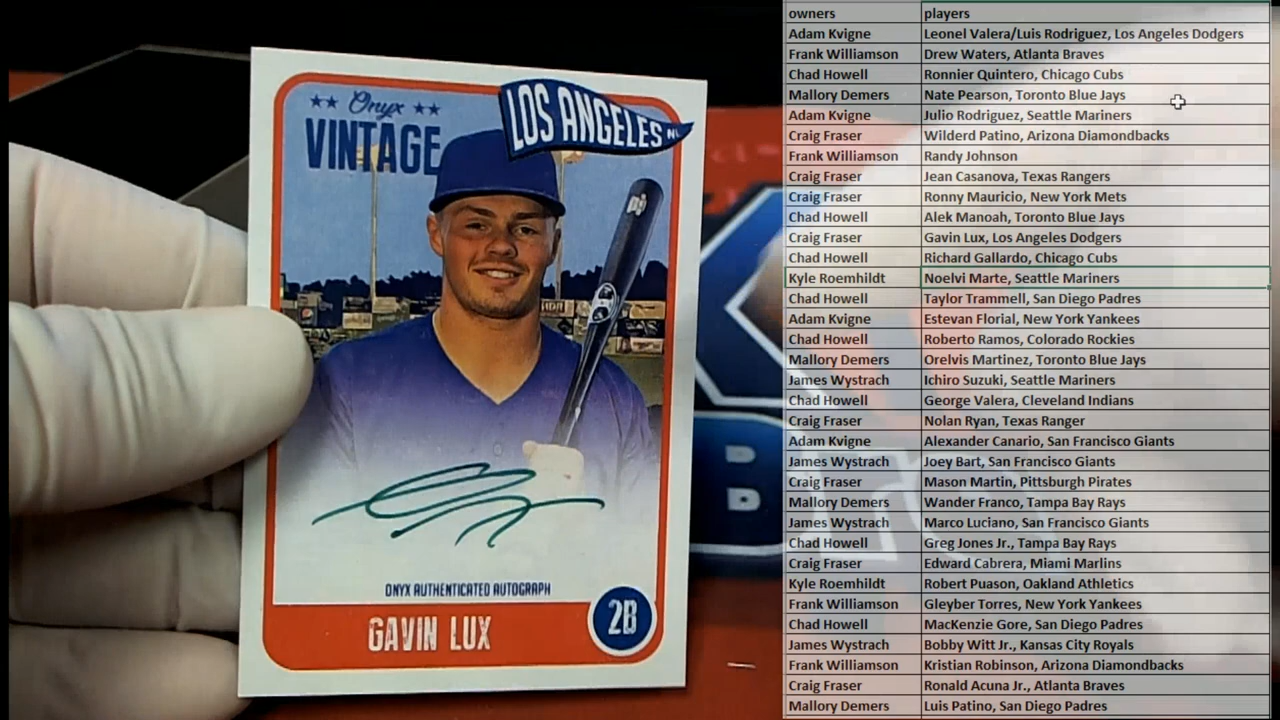 ★★ Onyx ★★
VINTAGE
LOS ANGELES NL
ONYX AUTHENTICATED AUTOGRAPH
GAVIN LUX
2B
owners players
Adam Kvigne Leonel Valera/Luis Rodriguez, Los Angeles Dodgers
Frank Williamson Drew Waters, Atlanta Braves
Chad Howell Ronnier Quintero, Chicago Cubs
Mallory Demers Nate Pearson, Toronto Blue Jays
Adam Kvigne Julio Rodriguez, Seattle Mariners
Craig Fraser Wilderd Patino, Arizona Diamondbacks
Frank Williamson Randy Johnson
Craig Fraser Jean Casanova, Texas Rangers
Craig Fraser Ronny Mauricio, New York Mets
Chad Howell Alek Manoah, Toronto Blue Jays
Craig Fraser Gavin Lux, Los Angeles Dodgers
Chad Howell Richard Gallardo, Chicago Cubs
Kyle Roemhildt Noelvi Marte, Seattle Mariners
Chad Howell Taylor Trammell, San Diego Padres
Adam Kvigne Estevan Florial, New York Yankees
Chad Howell Roberto Ramos, Colorado Rockies
Mallory Demers Orelvis Martinez, Toronto Blue Jays
James Wystrach Ichiro Suzuki, Seattle Mariners
Chad Howell George Valera, Cleveland Indians
Craig Fraser Nolan Ryan, Texas Ranger
Adam Kvigne Alexander Canario, San Francisco Giants
James Wystrach Joey Bart, San Francisco Giants
Craig Fraser Mason Martin, Pittsburgh Pirates
Mallory Demers Wander Franco, Tampa Bay Rays
James Wystrach Marco Luciano, San Francisco Giants
Chad Howell Greg Jones Jr., Tampa Bay Rays
Craig Fraser Edward Cabrera, Miami Marlins
Kyle Roemhildt Robert Puason, Oakland Athletics
Frank Williamson Gleyber Torres, New York Yankees
Chad Howell MacKenzie Gore, San Diego Padres
James Wystrach Bobby Witt Jr., Kansas City Royals
Frank Williamson Kristian Robinson, Arizona Diamondbacks
Craig Fraser Ronald Acuna Jr., Atlanta Braves
Mallory Demers Luis Patino, San Diego Padres